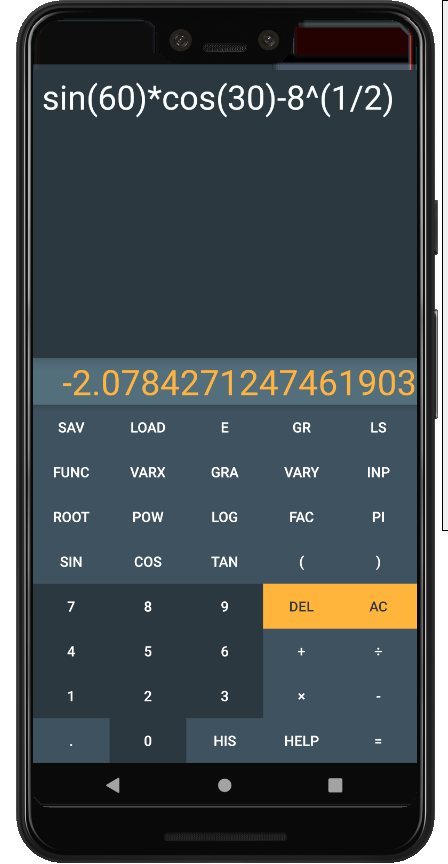 sin(60)*cos(30)-8^(1/2)
-2.0784271247461903
SAV LOAD E GR LS
FUNC VARX GRA VARY INP
ROOT POW LOG FAC PI
SIN COS TAN ( )
7 8 9 DEL AC
4 5 6 + ÷
1 2 3 × -
. 0 HIS HELP =